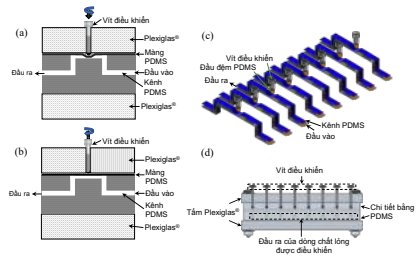 (a)
Vít điều khiển
Plexiglas®
Màng
PDMS
Đầu ra
Đầu vào
Kênh
PDMS
Plexiglas®
(b)
Vít điều khiển
Plexiglas®
Màng
PDMS
Đầu ra
Đầu vào
Kênh
PDMS
Plexiglas®
(c)
Vít điều khiển
Đầu đệm PDMS
Đầu ra
Kênh PDMS
Đầu vào
(d)
Vít điều khiển
Tấm Plexiglas®
Chi tiết bằng
PDMS
Đầu ra của dòng chất lỏng
được điều khiển